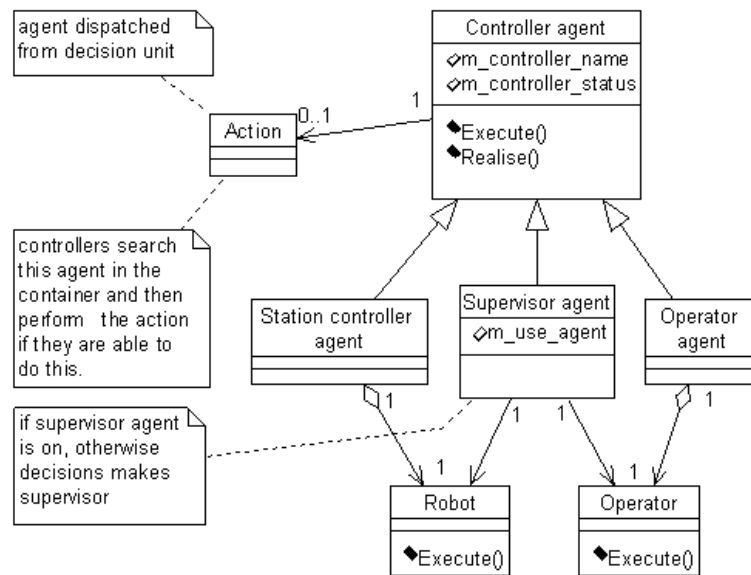 agent dispatched
from decision unit
Controller agent
m_controller_name
m_controller_status
Execute()
Realise()
1
0..1
Action
controllers search
this agent in the
container and then
perform the action
if they are able to
do this.
Station controller
agent
Supervisor agent
m_use_agent
Operator
agent
1
1
1
1
if supervisor agent
is on, otherwise
decisions makes
supervisor
1
1
Robot
Execute()
Operator
Execute()